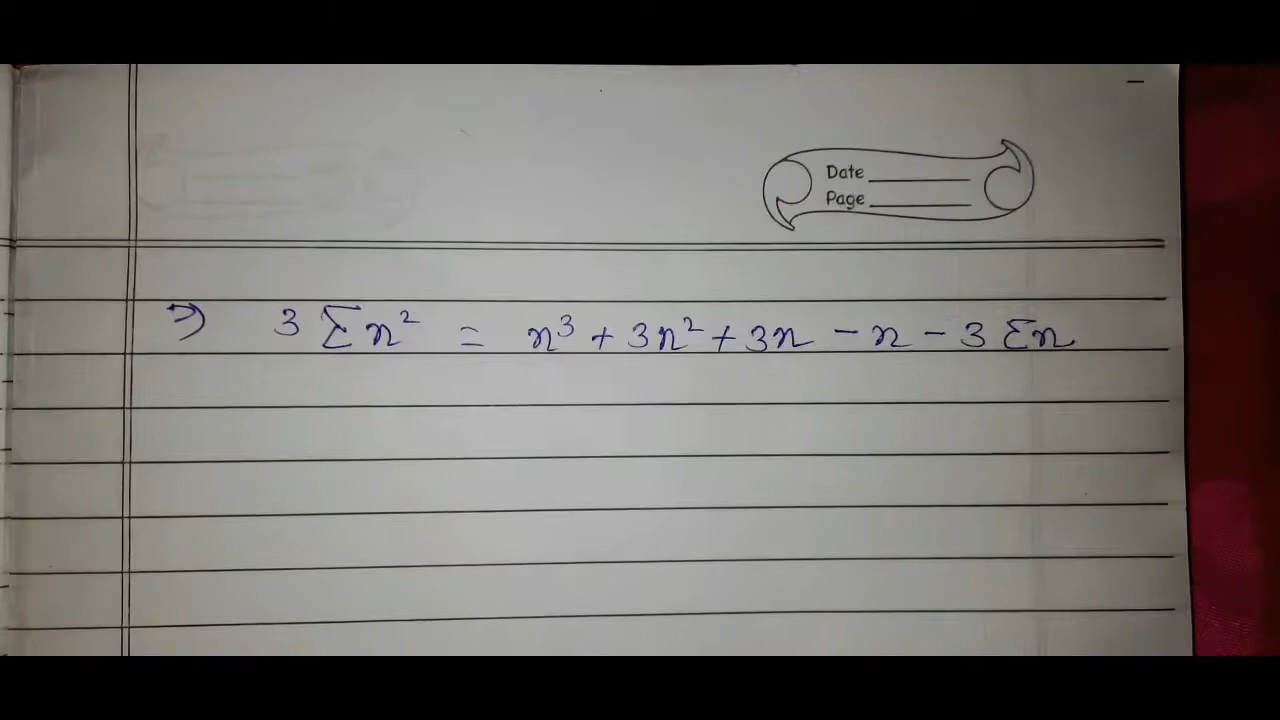 Date
Page
⇒ 3 Σn² = n³ + 3n² + 3n - n - 3 Σn